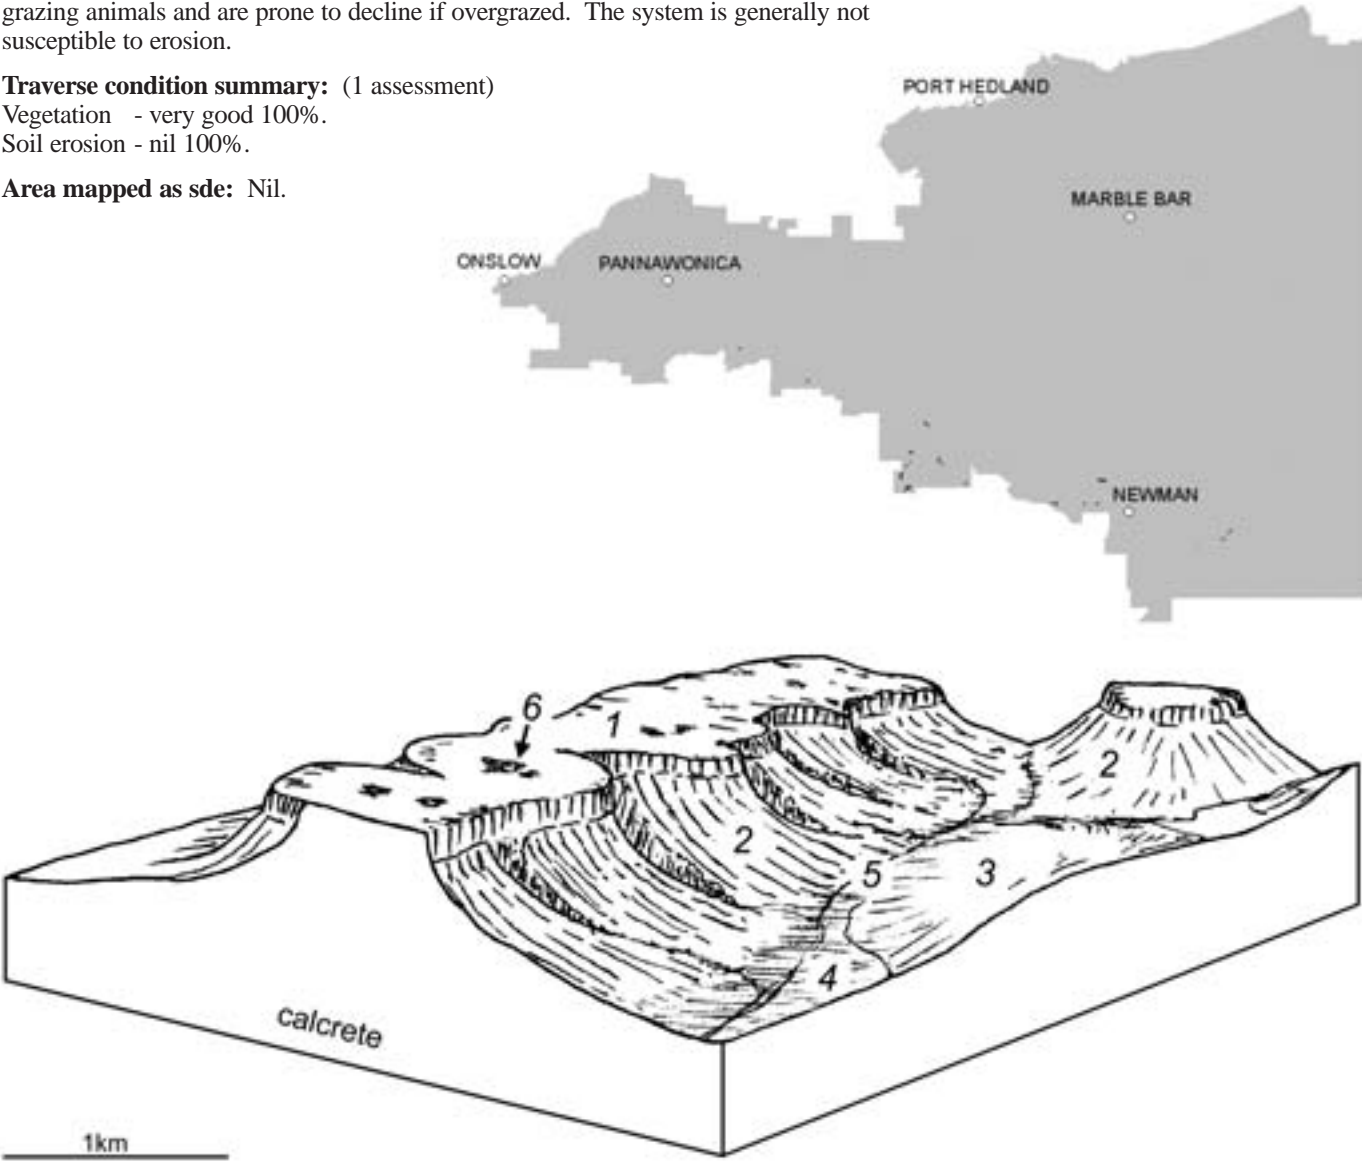 grazing animals and are prone to decline if overgrazed. The system is generally not
susceptible to erosion.
Traverse condition summary: (1 assessment)
Vegetation - very good 100%.
Soil erosion - nil 100%.
Area mapped as sde: Nil.
PORT HEDLAND
MARBLE BAR
ONSLOW
PANNAWONICA
NEWMAN
6
1
2
2
5
3
4
calcrete
1km